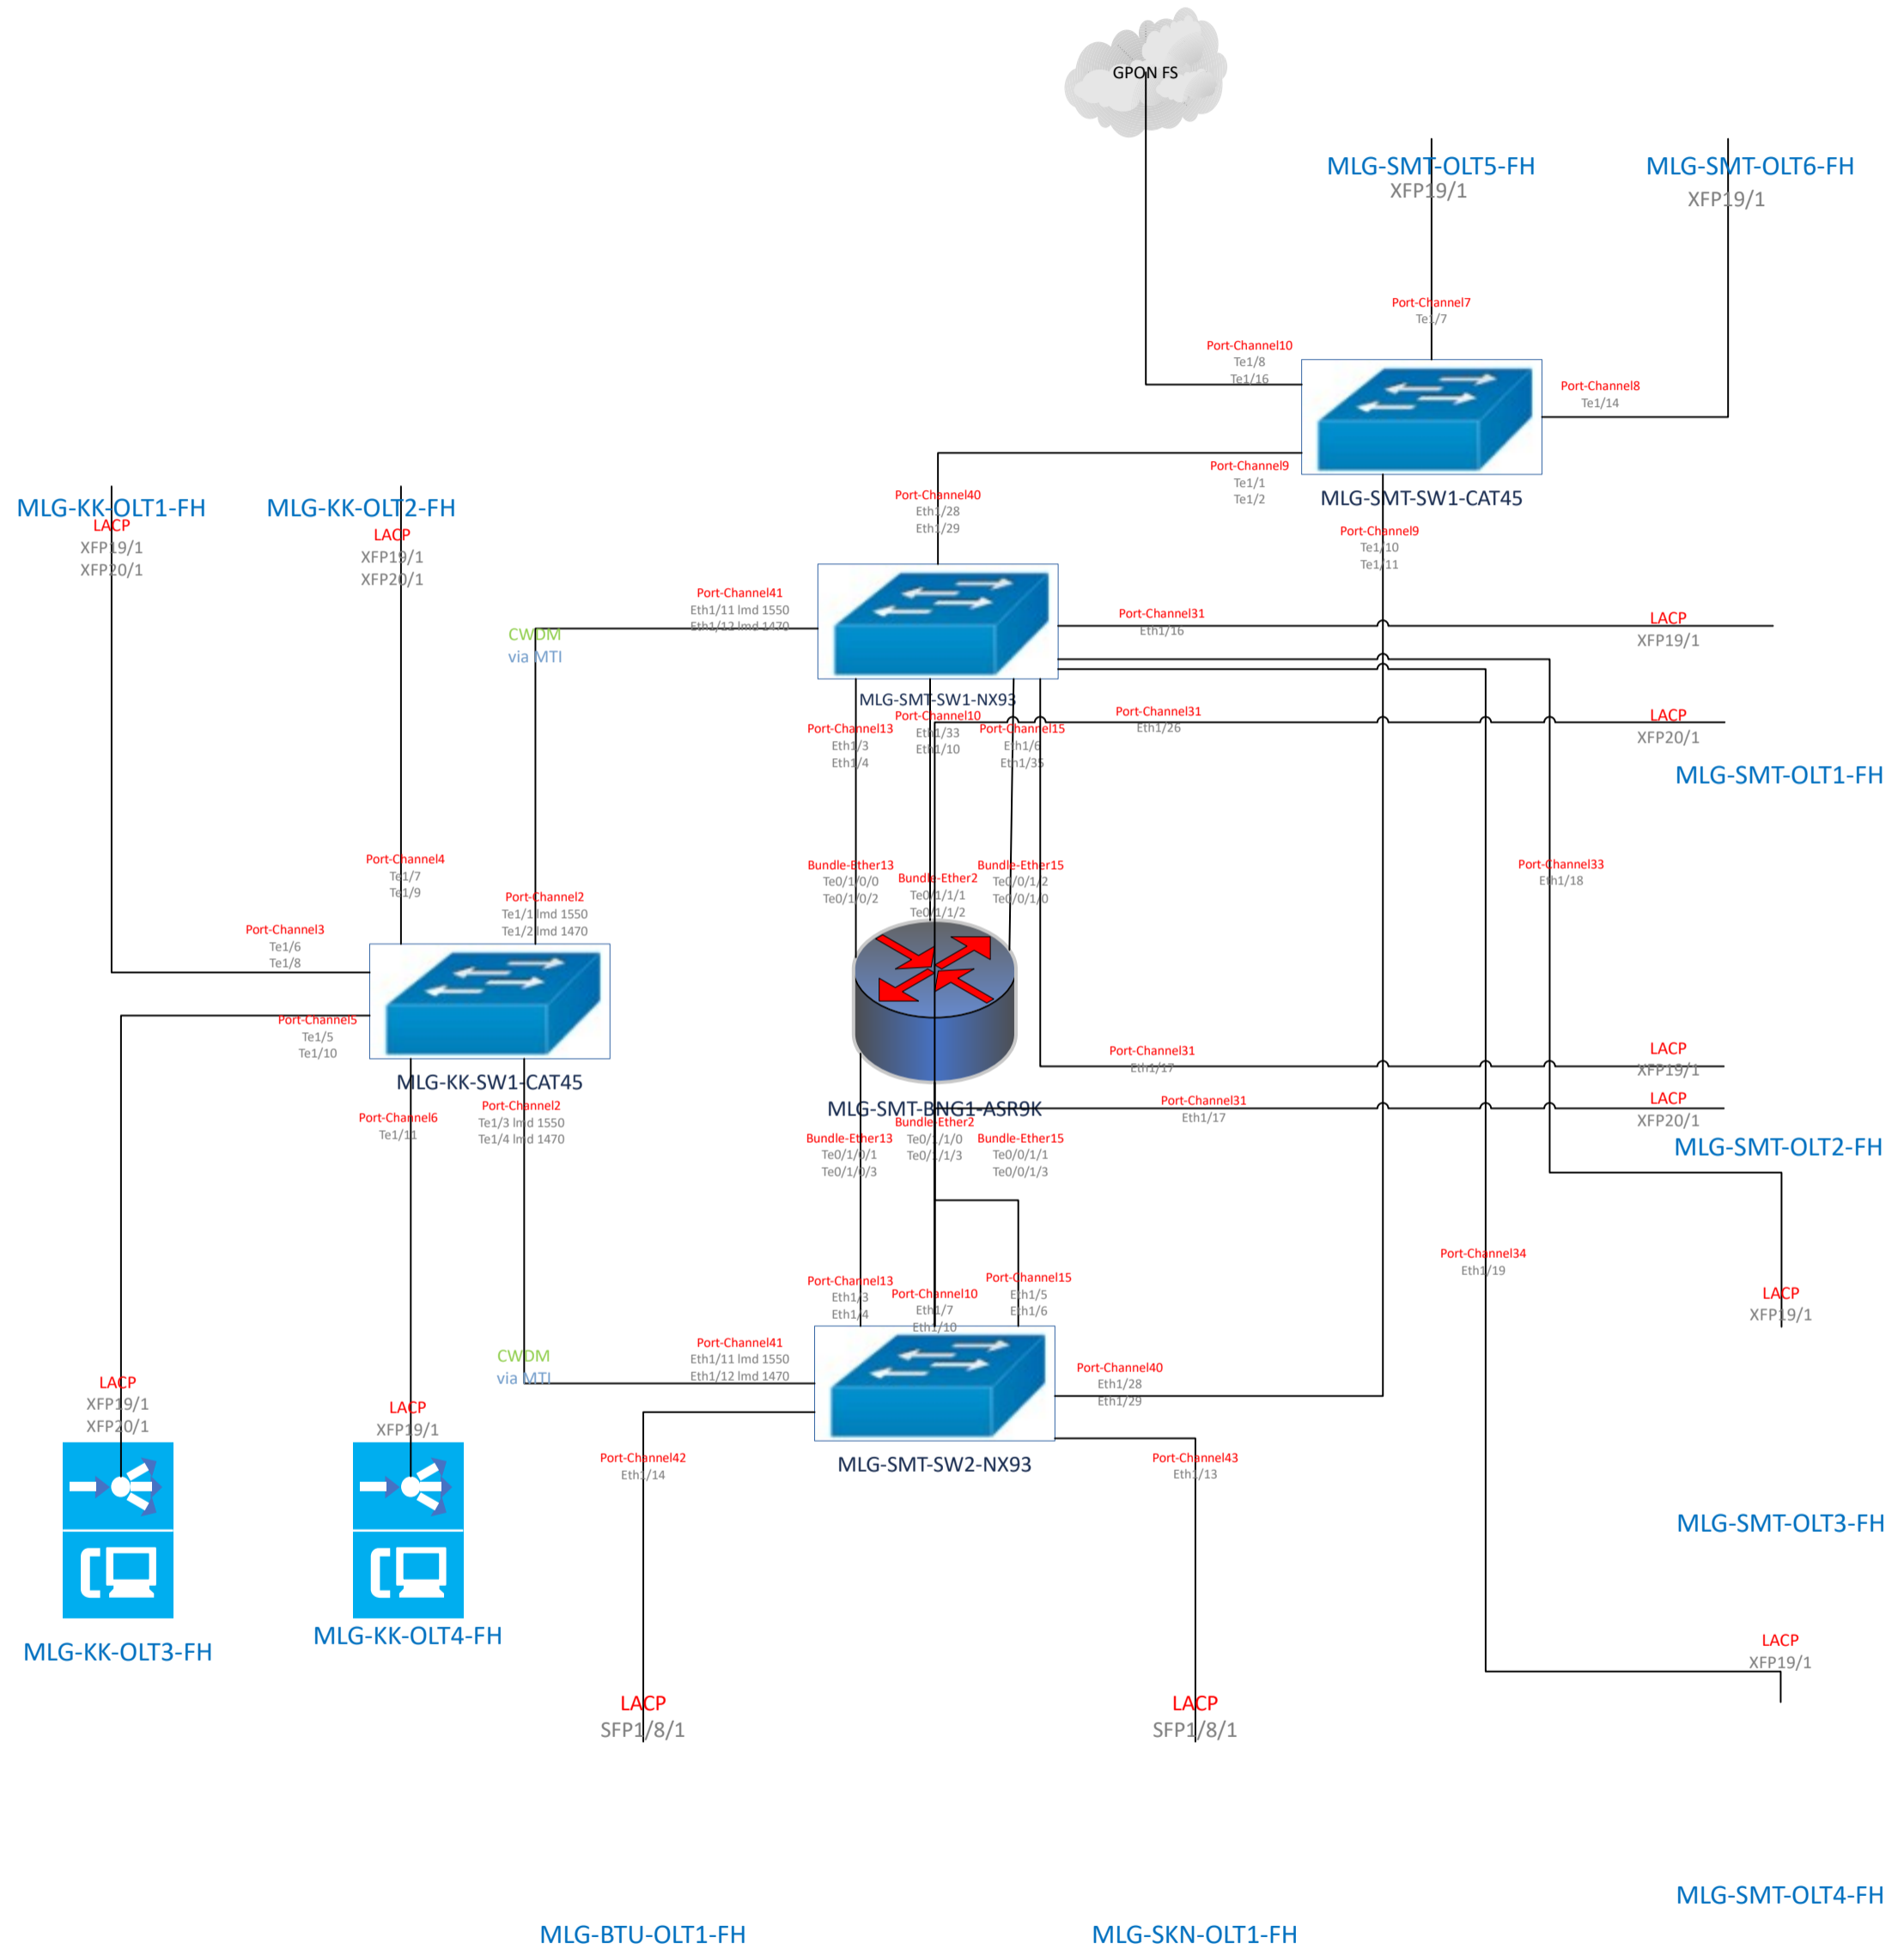 GPON FS
MLG-SMT-OLT5-FH
XFP19/1
MLG-SMT-OLT6-FH
XFP19/1
Port-Channel7
Te1/7
Port-Channel10
Te1/8
Te1/16
Port-Channel8
Te1/14
Port-Channel9
Te1/1
Te1/2
MLG-SMT-SW1-CAT45
Port-Channel9
Te1/10
Te1/11
Port-Channel40
Eth1/28
Eth1/29
MLG-KK-OLT1-FH
LACP
XFP19/1
XFP20/1
MLG-KK-OLT2-FH
LACP
XFP19/1
XFP20/1
Port-Channel41
Eth1/11 lmd 1550
Eth1/12 lmd 1470
CWDM
via MTI
Port-Channel31
Eth1/16
LACP
XFP19/1
MLG-SMT-SW1-NX93
Port-Channel13
Eth1/3
Eth1/4
Port-Channel10
Eth1/33
Eth1/10
Port-Channel15
Eth1/6
Eth1/35
Port-Channel31
Eth1/26
LACP
XFP20/1
MLG-SMT-OLT1-FH
Port-Channel4
Te1/7
Te1/9
Port-Channel2
Te1/1 lmd 1550
Te1/2 lmd 1470
Port-Channel3
Te1/6
Te1/8
Bundle-Ether13
Te0/1/0/0
Te0/1/0/2
Bundle-Ether2
Te0/1/1/1
Te0/1/1/2
Bundle-Ether15
Te0/0/1/2
Te0/0/1/0
Port-Channel33
Eth1/18
Port-Channel5
Te1/5
Te1/10
MLG-KK-SW1-CAT45
Port-Channel6
Te1/11
Port-Channel2
Te1/3 lmd 1550
Te1/4 lmd 1470
Port-Channel31
Eth1/17
LACP
XFP19/1
MLG-SMT-BNG1-ASR9K
Port-Channel31
Eth1/17
LACP
XFP20/1
MLG-SMT-OLT2-FH
Bundle-Ether13
Te0/1/0/1
Te0/1/0/3
Bundle-Ether2
Te0/1/1/0
Te0/1/1/3
Bundle-Ether15
Te0/0/1/1
Te0/0/1/3
Port-Channel34
Eth1/19
LACP
XFP19/1
Port-Channel13
Eth1/3
Eth1/4
Port-Channel10
Eth1/7
Eth1/10
Port-Channel15
Eth1/5
Eth1/6
CWDM
via MTI
Port-Channel41
Eth1/11 lmd 1550
Eth1/12 lmd 1470
Port-Channel40
Eth1/28
Eth1/29
LACP
XFP19/1
XFP20/1
LACP
XFP19/1
Port-Channel42
Eth1/14
MLG-SMT-SW2-NX93
Port-Channel43
Eth1/13
MLG-SMT-OLT3-FH
MLG-KK-OLT3-FH
MLG-KK-OLT4-FH
LACP
XFP19/1
LACP
SFP1/8/1
LACP
SFP1/8/1
MLG-SMT-OLT4-FH
MLG-BTU-OLT1-FH
MLG-SKN-OLT1-FH